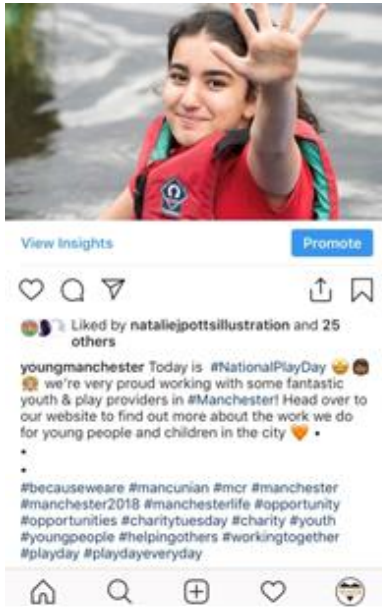 View Insights
Promote
Liked by nataliejpottsillustration and 25
others
youngmanchester Today is #NationalPlayDay 🤩👩🏾
👧🏼 we're very proud working with some fantastic
youth & play providers in #Manchester! Head over to
our website to find out more about the work we do
for young people and children in the city 🧡 •
•
•
#becauseweare #mancunian #mcr #manchester
#manchester2018 #manchesterlife #opportunity
#opportunities #charitytuesday #charity #youth
#youngpeople #helpingothers #workingtogether
#playday #playdayeveryday